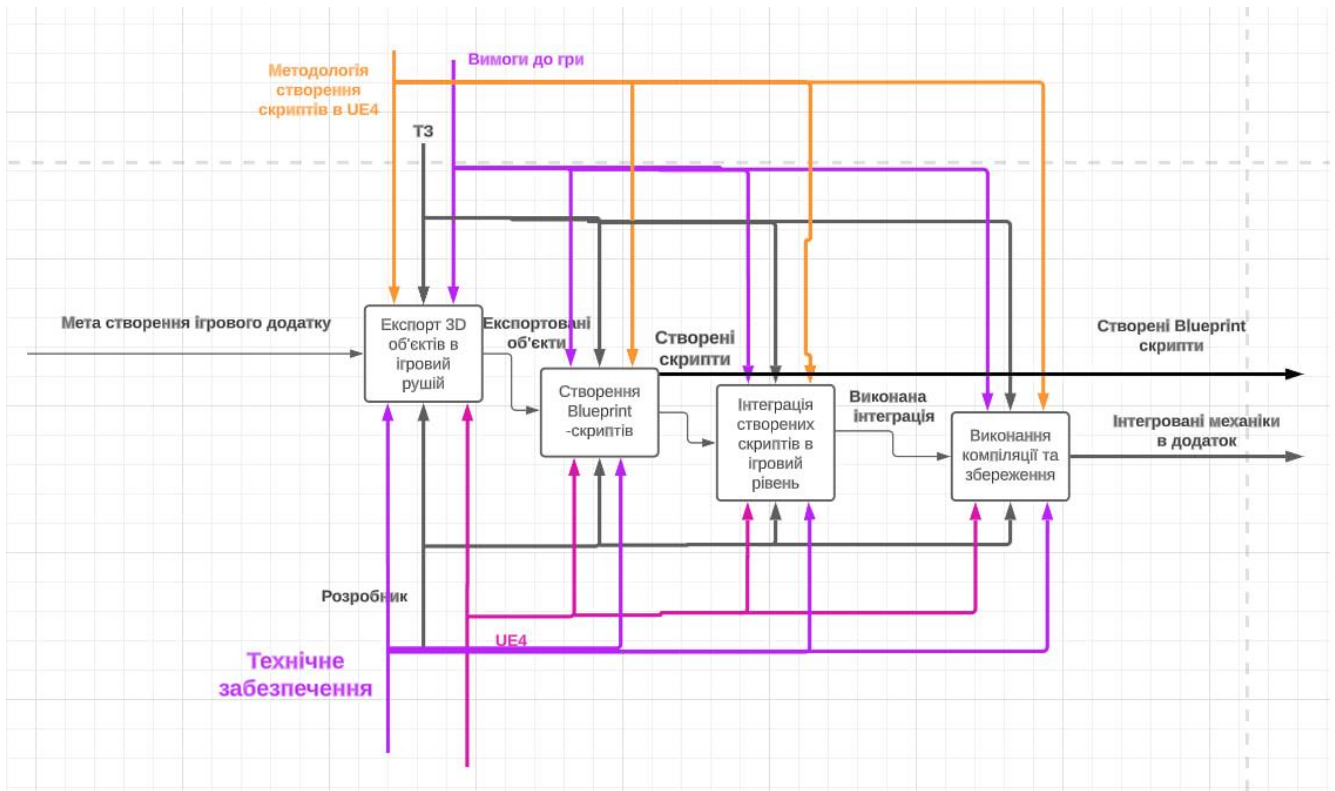 Вимоги до гри
Методологія
створення
скриптів в UE4
ТЗ
Мета створення ігрового додатку
Експорт 3D
об'єктів в
ігровий
рушій
Експортовані
об'єкти
Створення
Blueprint
-скриптів
Створені
скрипти
Інтеграція
створених
скриптів в
ігровий
рівень
Виконана
інтеграція
Виконання
компіляції та
збереження
Створені Blueprint
скрипти
Інтегровані механіки
в додаток
Розробник
UE4
Технічне
забезпечення